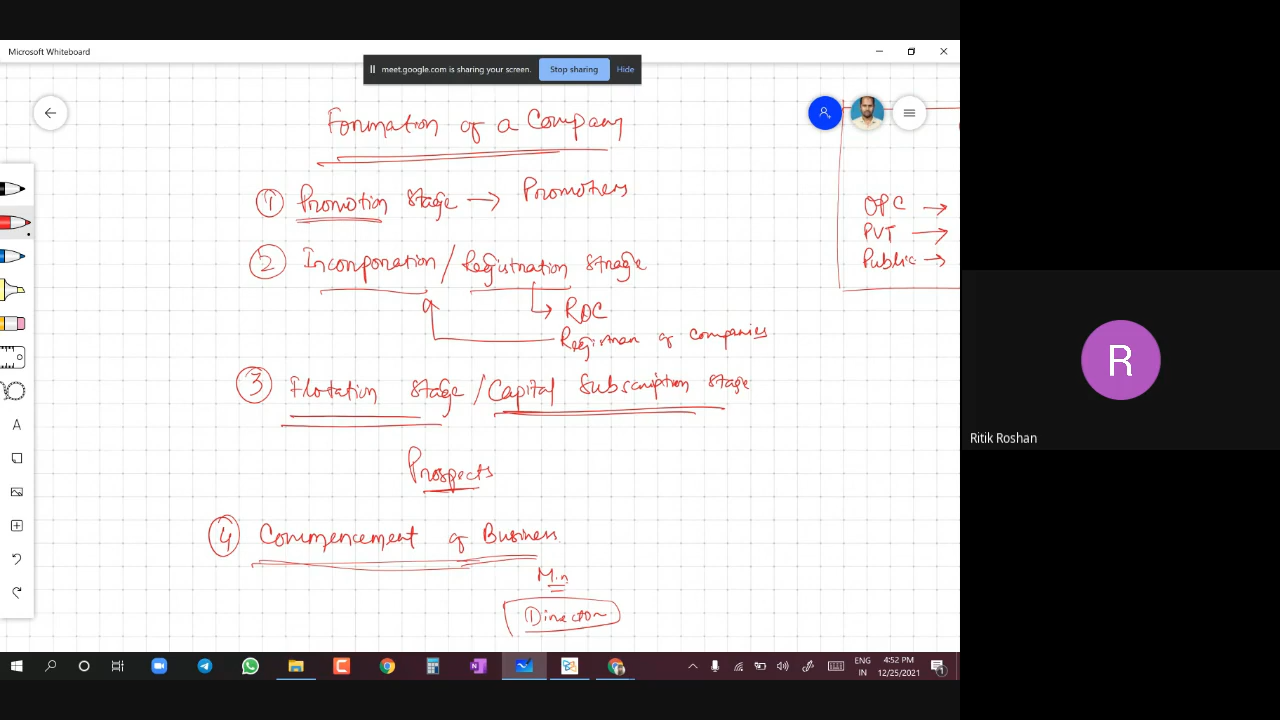 Microsoft Whiteboard
meet.google.com is sharing your screen.
Stop sharing
Hide
Formation of a Company
① Promotion Stage → Promoters
② Incorporation / Registration Strage
ROC
Registrar of companies
③ Flotation Stage / Capital Subscription Stage
Prospects
④ Commencement of Business
Min
Director
OPC →
PVT →
Public →
A
R
Ritik Roshan
ENG
IN
4:52 PM
12/25/2021
1